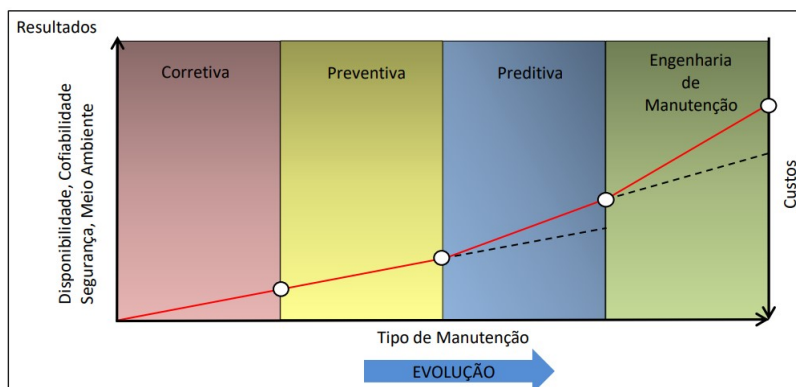 Resultados
Corretiva
Preventiva
Preditiva
Engenharia
de
Manutenção
Disponibilidade, Cofiabilidade
Segurança, Meio Ambiente
Custos
Tipo de Manutenção
EVOLUÇÃO